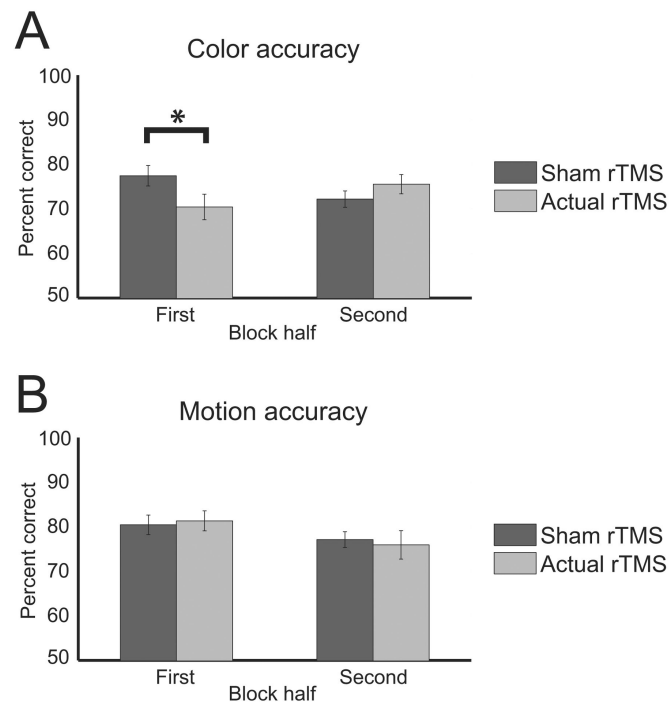 A
Color accuracy
100
90
80
70
60
50
Percent correct
*
First
Second
Block half
Sham rTMS
Actual rTMS
B
Motion accuracy
100
90
80
70
60
50
Percent correct
First
Second
Block half
Sham rTMS
Actual rTMS